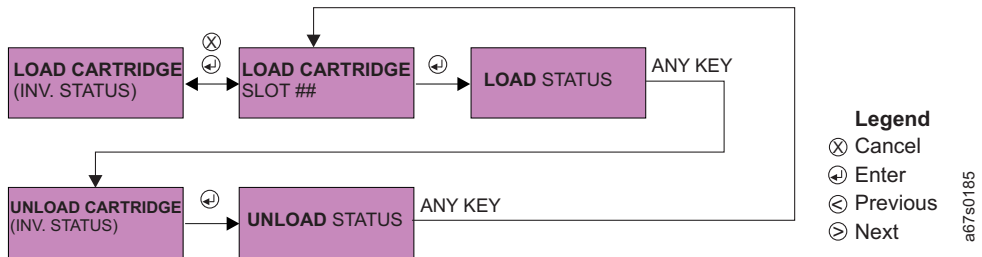 LOAD CARTRIDGE
(INV. STATUS)
LOAD CARTRIDGE
SLOT ##
LOAD STATUS
ANY KEY
UNLOAD CARTRIDGE
(INV. STATUS)
UNLOAD STATUS
ANY KEY
Legend
Cancel
Enter
Previous
Next
a67s0185